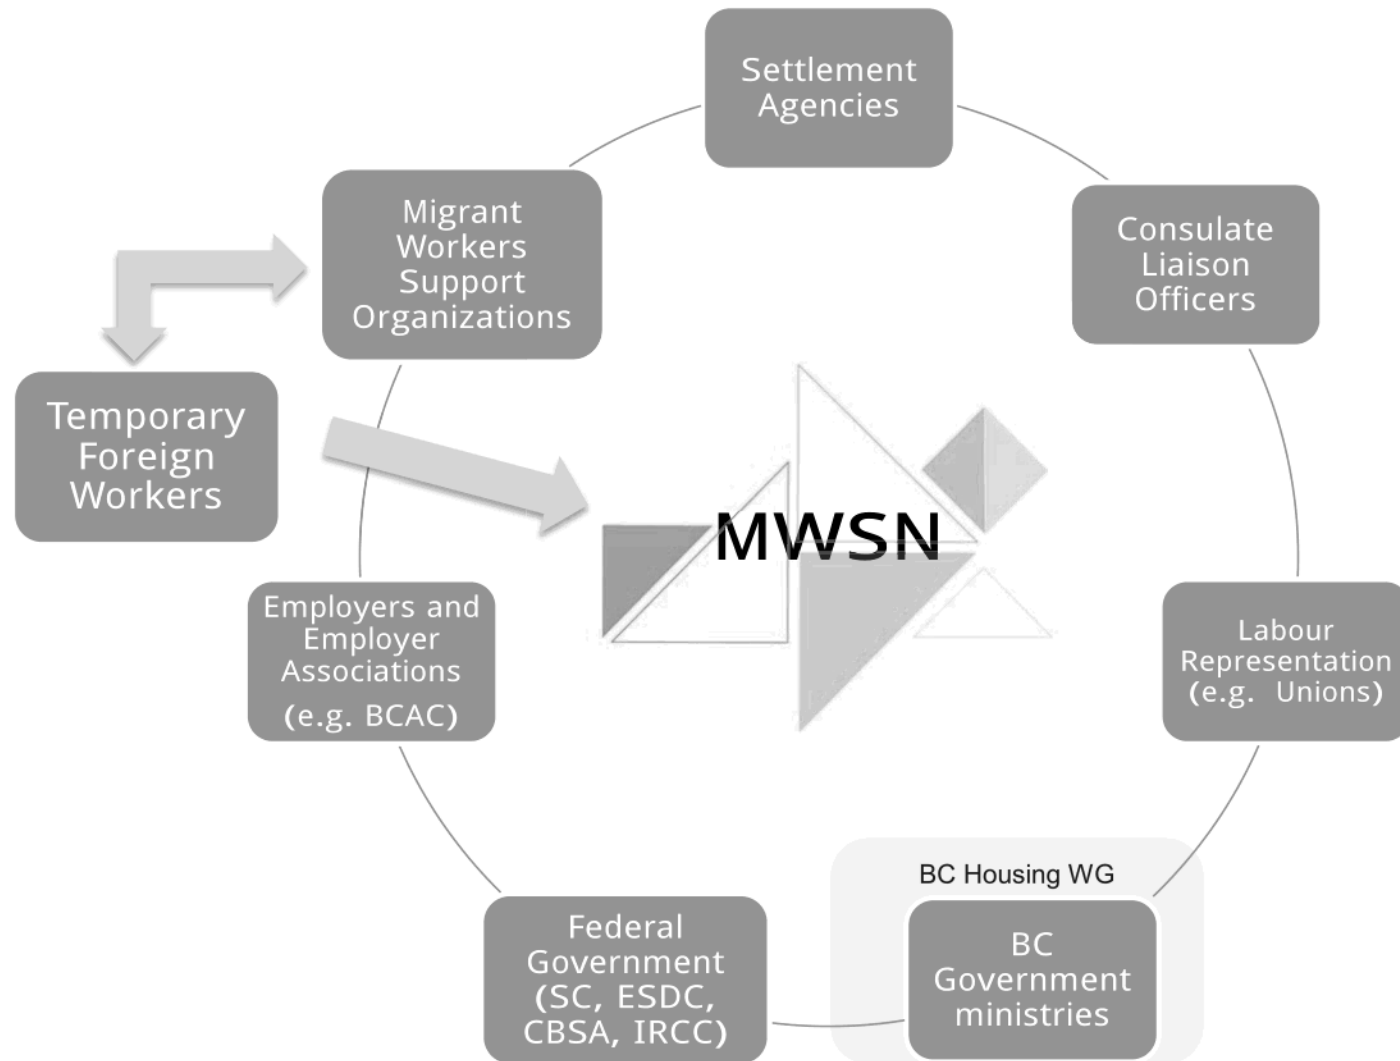 Settlement
Agencies
Migrant
Workers
Support
Organizations
Consulate
Liaison
Officers
Temporary
Foreign
Workers
MWSN
Employers and
Employer
Associations
(e.g. BCAC)
Labour
Representation
(e.g. Unions)
BC Housing WG
Federal
Government
(SC, ESDC,
CBSA, IRCC)
BC
Government
ministries